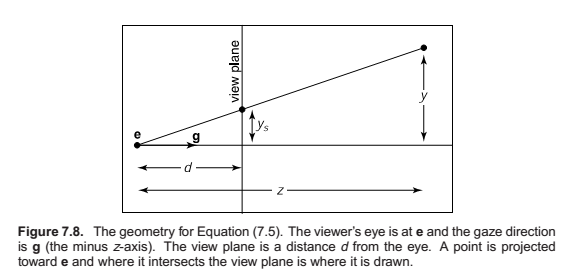 view plane
e
g
y
ys
d
z
Figure 7.8. The geometry for Equation (7.5). The viewer's eye is at e and the gaze direction
is g (the minus z-axis). The view plane is a distance d from the eye. A point is projected
toward e and where it intersects the view plane is where it is drawn.